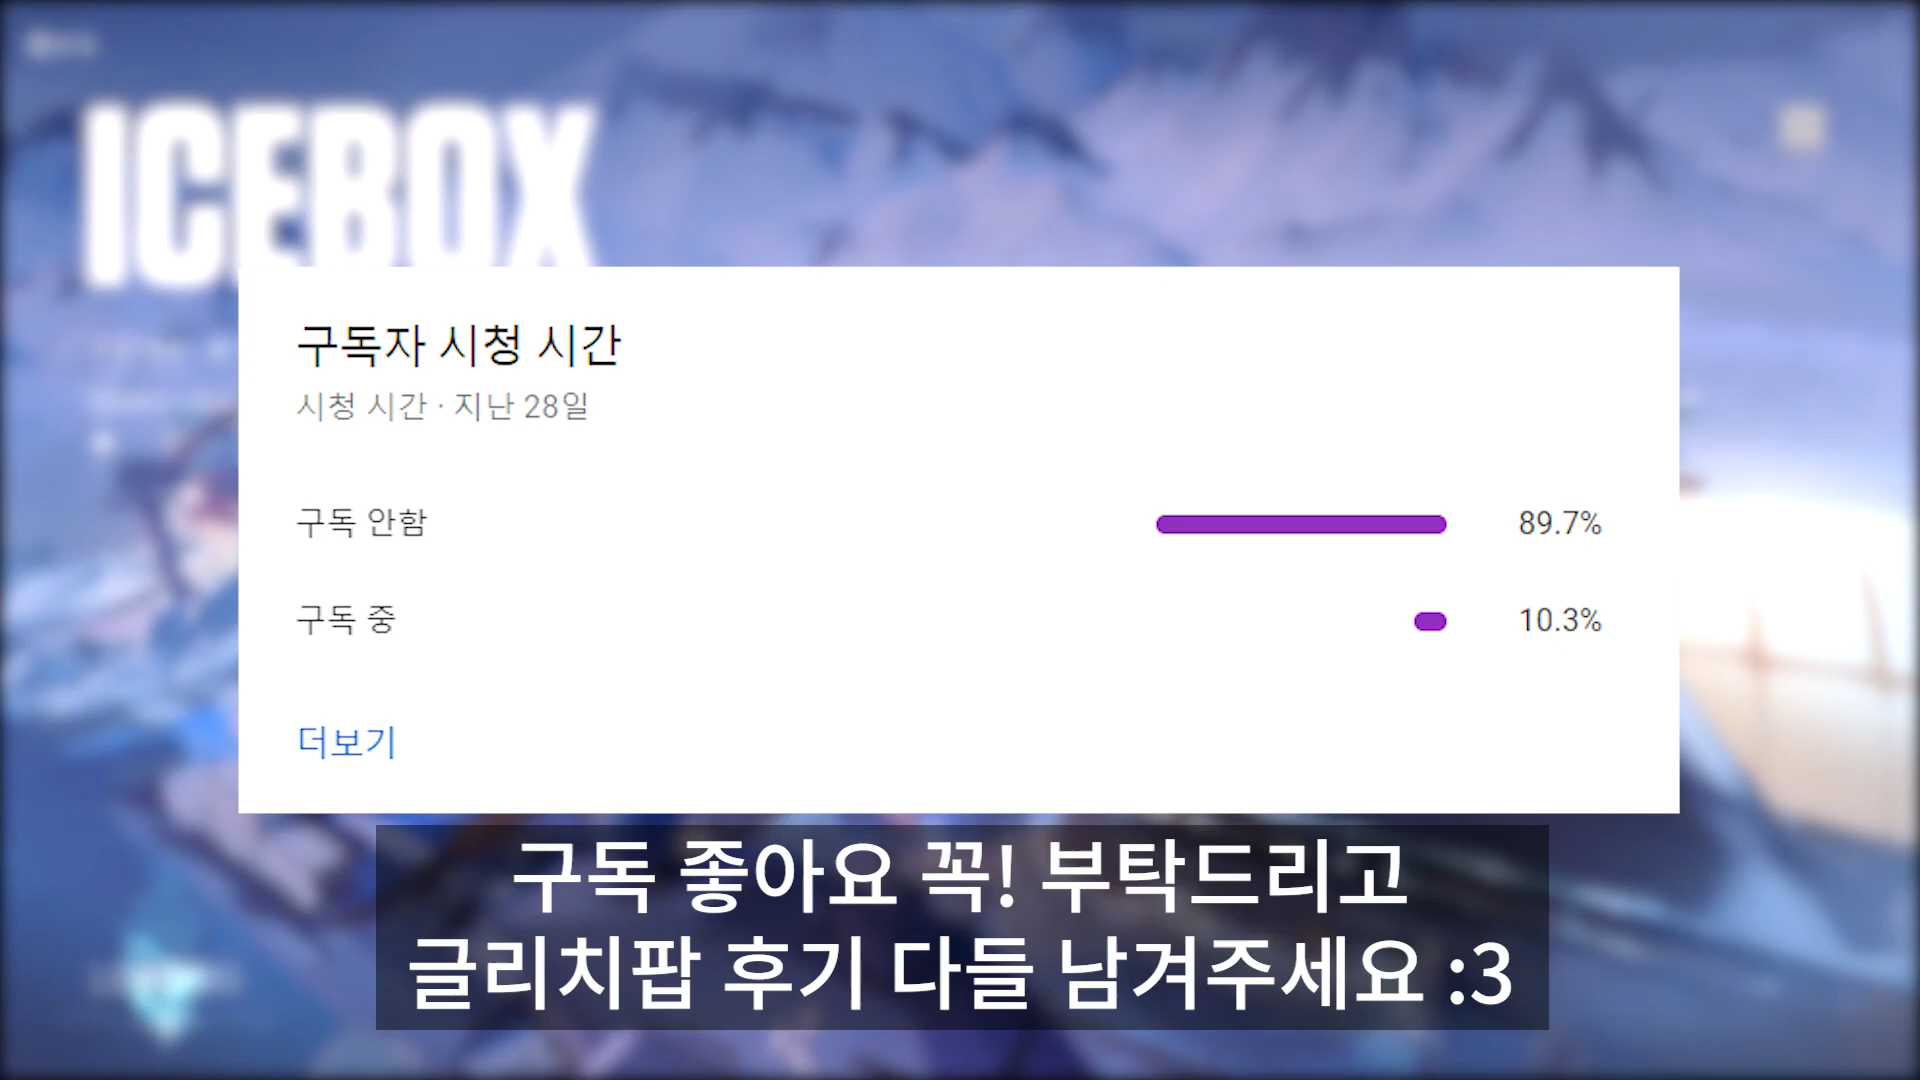 ICEBOX
구독자 시청 시간
시청 시간 · 지난 28일
구독 안함 89.7%
구독 중 10.3%
더보기
구독 좋아요 꼭! 부탁드리고
글리치팝 후기 다들 남겨주세요 :3